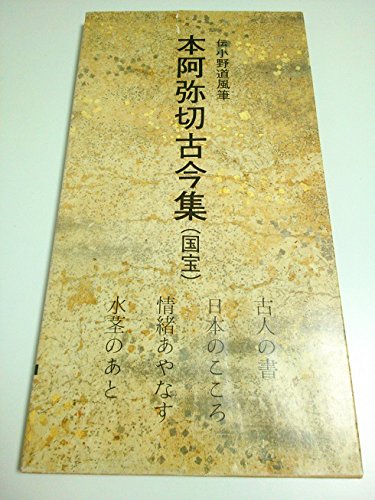 伝小野道風筆
本阿弥切古今集(国宝)
古人の書
日本のこころ
情緒あやなす
水茎のあと